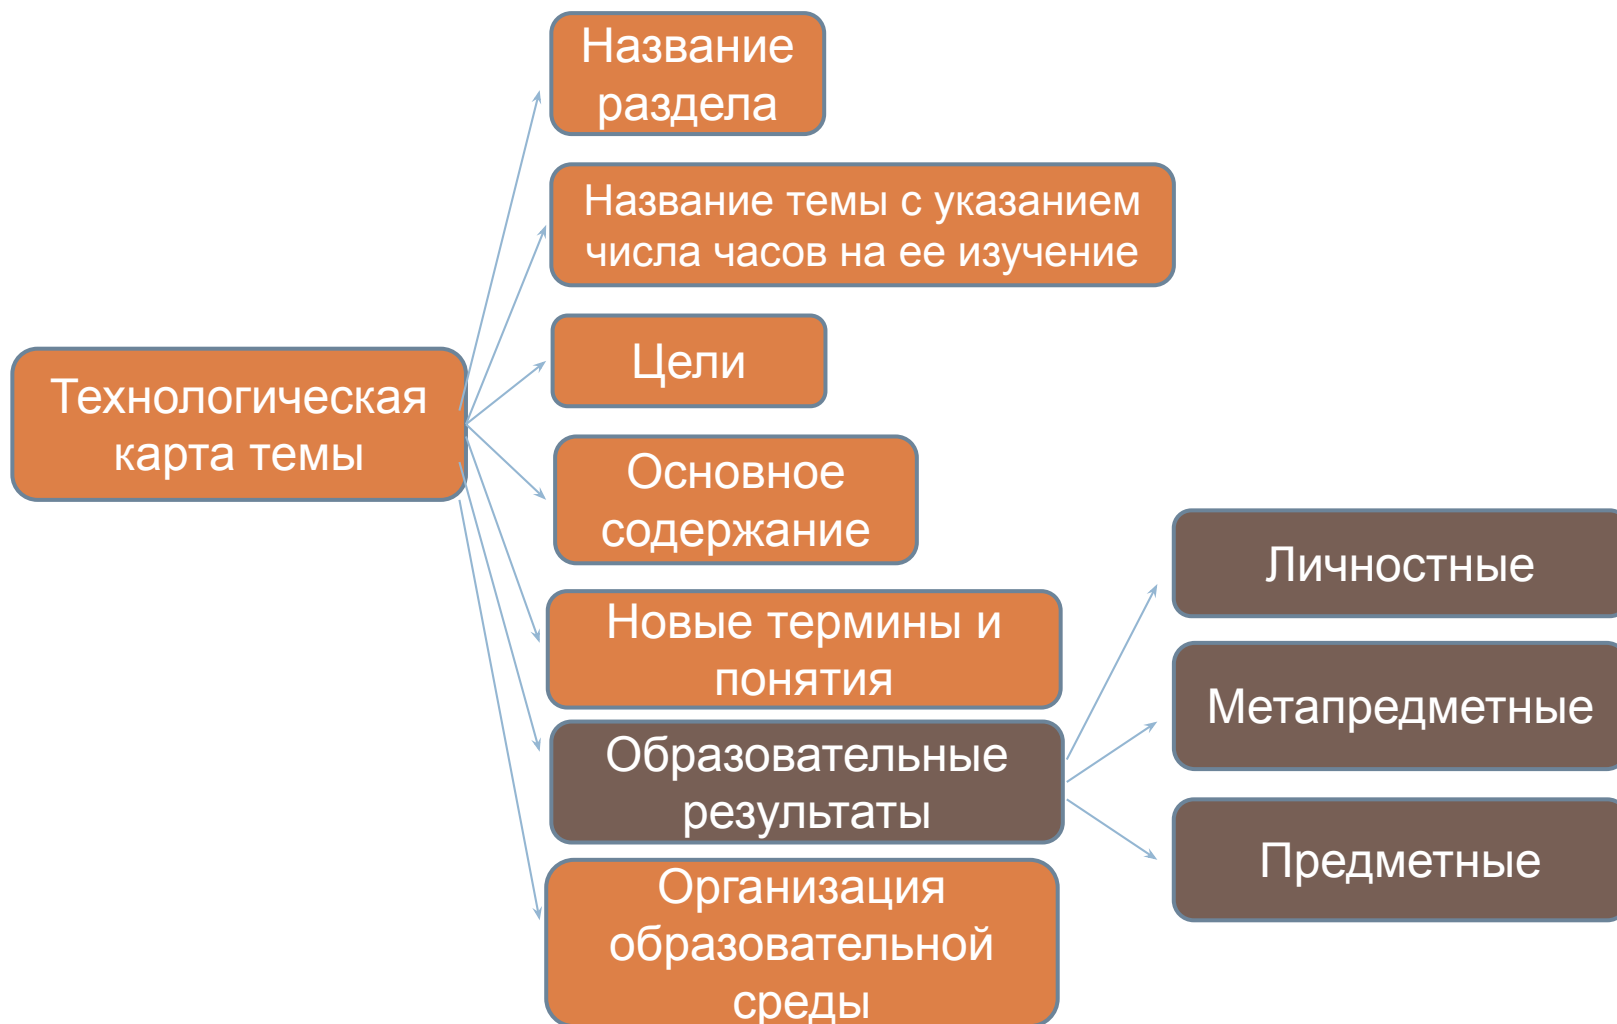 Название
раздела
Название темы с указанием
числа часов на ее изучение
Цели
Технологическая
карта темы
Основное
содержание
Новые термины и
понятия
Образовательные
результаты
Организация
образовательной
среды
Личностные
Метапредметные
Предметные